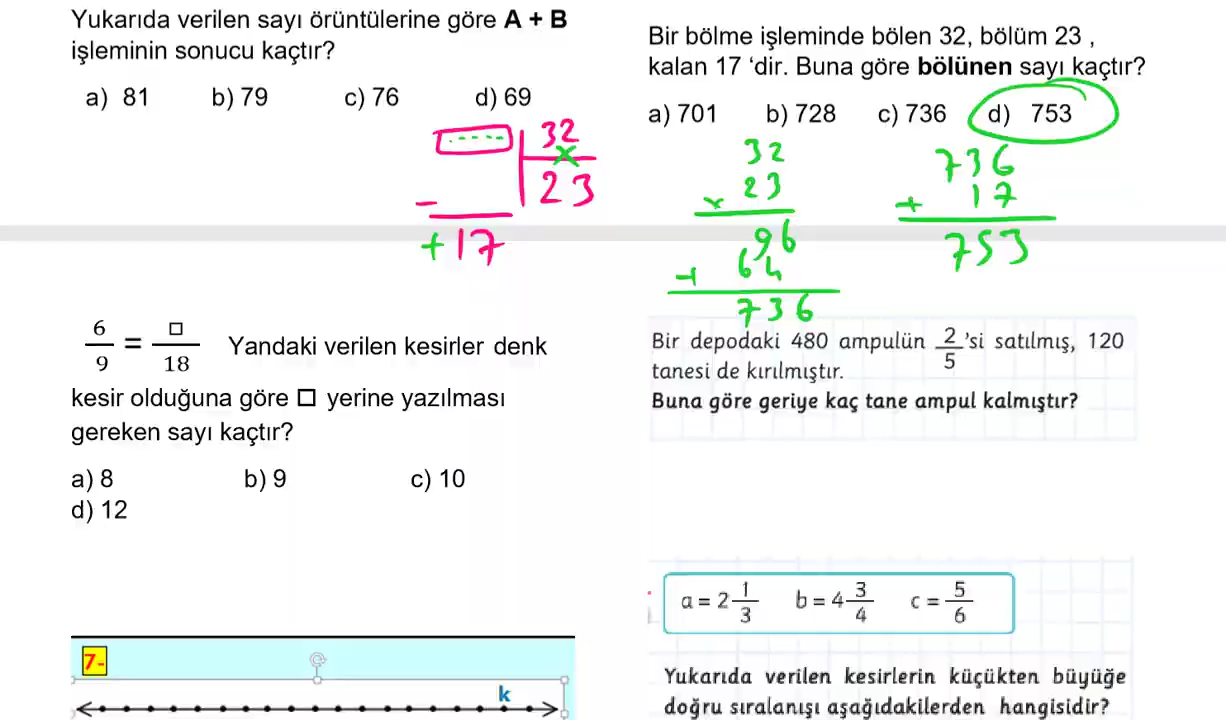 Yukarıda verilen sayı örüntülerine göre A + B
işleminin sonucu kaçtır?
a) 81 b) 79 c) 76 d) 69
32
23
-
+17
6/9 = □/18 Yandaki verilen kesirler denk
kesir olduğuna göre □ yerine yazılması
gereken sayı kaçtır?
a) 8 b) 9 c) 10
d) 12
7-
k
Bir bölme işleminde bölen 32, bölüm 23 ,
kalan 17 ‘dir. Buna göre bölünen sayı kaçtır?
a) 701 b) 728 c) 736 d) 753
32
x 23
96
+ 64
736
736
+ 17
753
Bir depodaki 480 ampulün 2/5’si satılmış, 120
tanesi de kırılmıştır.
Buna göre geriye kaç tane ampul kalmıştır?
a = 2 1/3 b = 4 3/4 c = 5/6
Yukarıda verilen kesirlerin küçükten büyüğe
doğru sıralanışı aşağıdakilerden hangisidir?